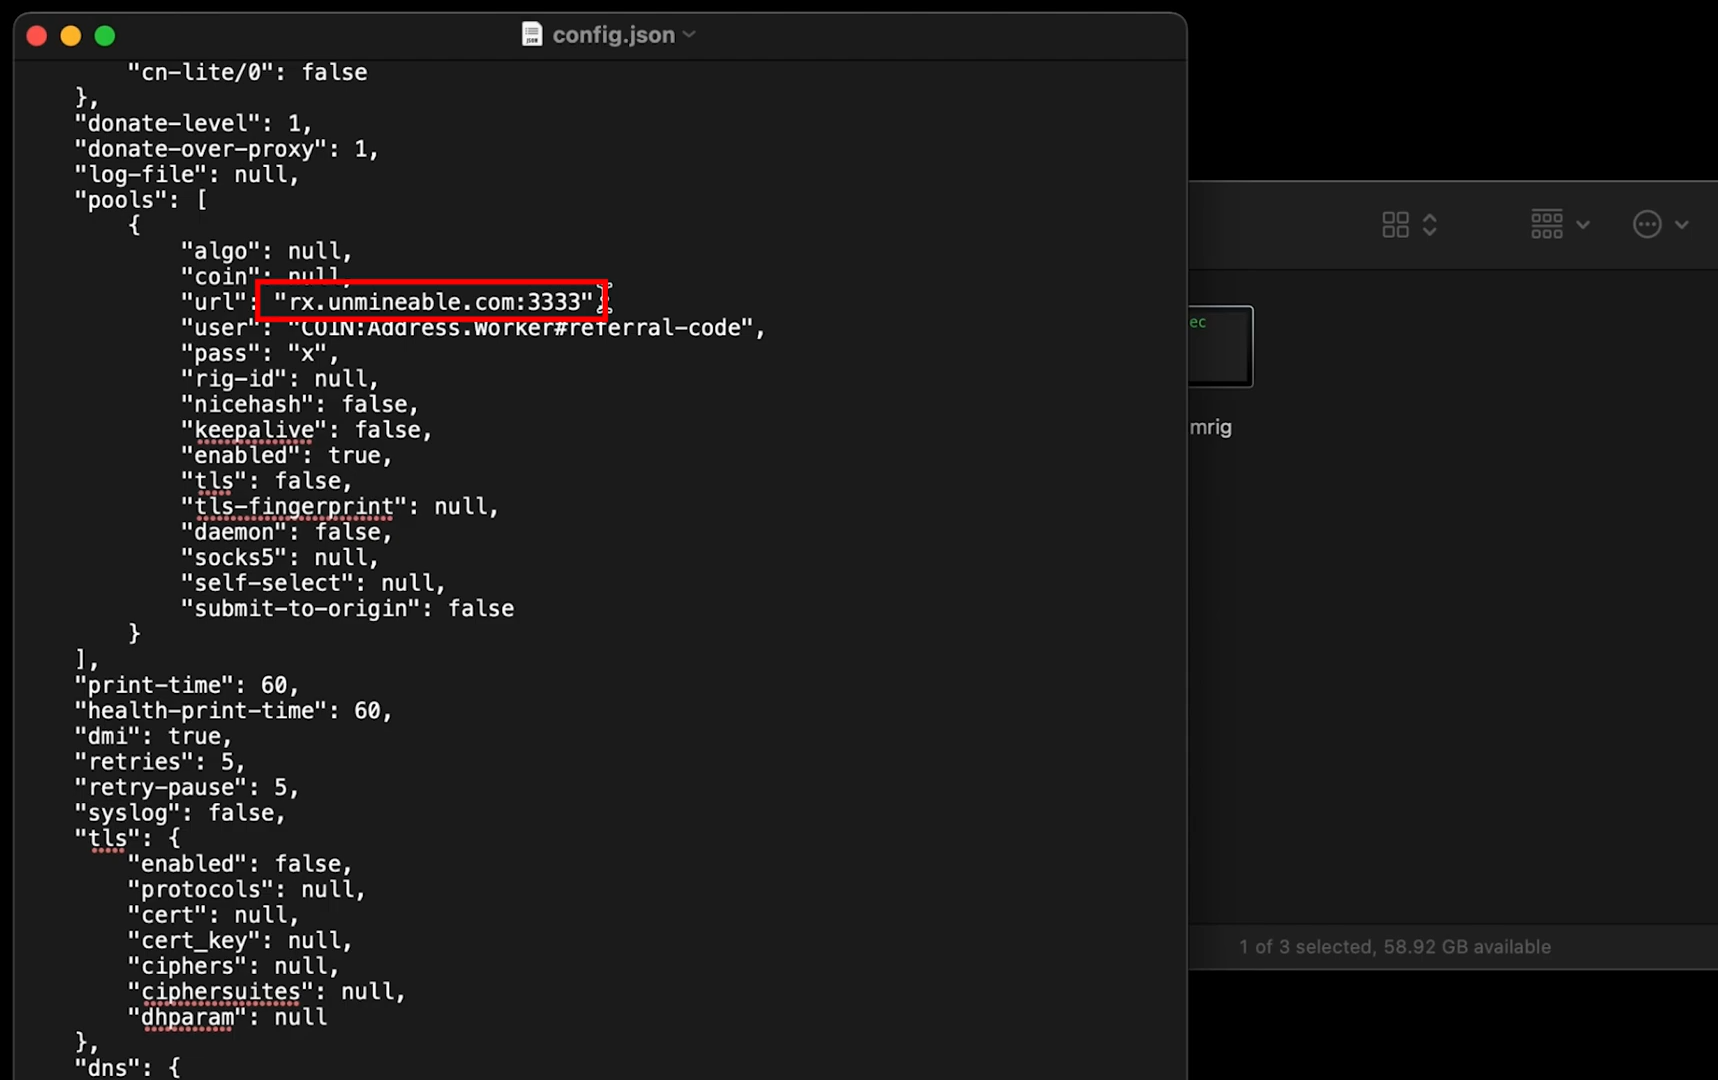 config.json
"cn-lite/0": false
},
"donate-level": 1,
"donate-over-proxy": 1,
"log-file": null,
"pools": [
{
"algo": null,
"coin": null,
"url": "rx.unmineable.com:3333",
"user": "COIN:Address.Worker#referral-code",
"pass": "x",
"rig-id": null,
"nicehash": false,
"keepalive": false,
"enabled": true,
"tls": false,
"tls-fingerprint": null,
"daemon": false,
"socks5": null,
"self-select": null,
"submit-to-origin": false
}
],
"print-time": 60,
"health-print-time": 60,
"dmi": true,
"retries": 5,
"retry-pause": 5,
"syslog": false,
"tls": {
"enabled": false,
"protocols": null,
"cert": null,
"cert_key": null,
"ciphers": null,
"ciphersuites": null,
"dhparam": null
},
"dns": {
ec
mrig
1 of 3 selected, 58.92 GB available